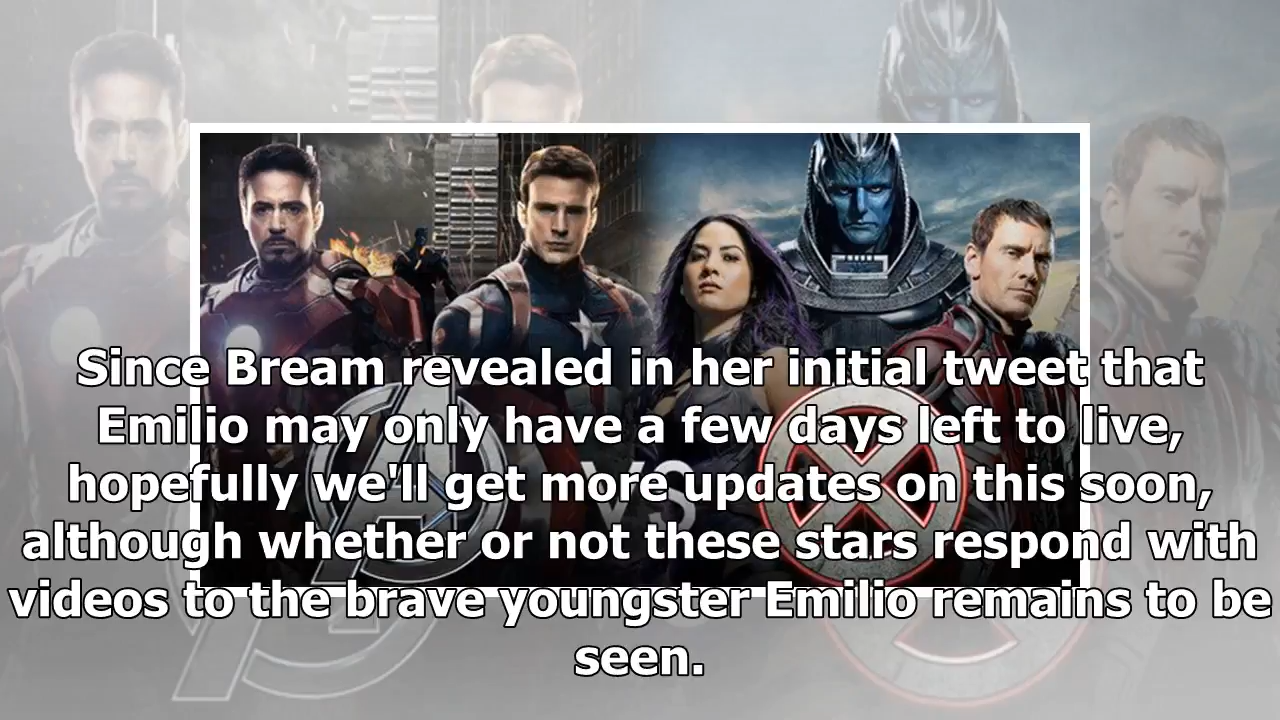 Since Bream revealed in her initial tweet that
Emilio may only have a few days left to live,
hopefully we'll get more updates on this soon,
although whether or not these stars respond with
videos to the brave youngster Emilio remains to be
seen.
VS